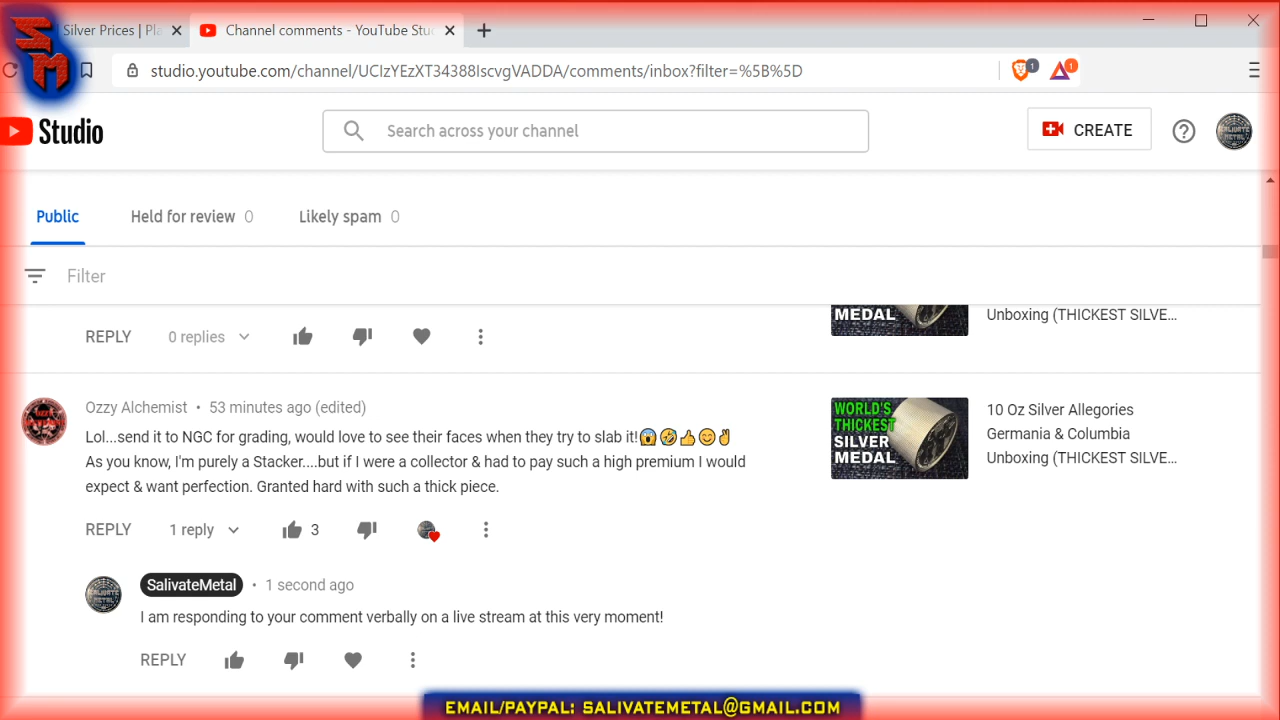 SM
Silver Prices | Pla
Channel comments - YouTube Stu
studio.youtube.com/channel/UCIzYEzXT34388IscvgVADDA/comments/inbox?filter=%5B%5D
1
1
Studio
Search across your channel
CREATE
Public
Held for review 0
Likely spam 0
Filter
MEDAL
Unboxing (THICKEST SILVE...
REPLY
0 replies
Ozzy Alchemist • 53 minutes ago (edited)
Lol...send it to NGC for grading, would love to see their faces when they try to slab it!😱🤣👍😊✌
As you know, I'm purely a Stacker....but if I were a collector & had to pay such a high premium I would
expect & want perfection. Granted hard with such a thick piece.
WORLD'S
THICKEST
SILVER
MEDAL
10 Oz Silver Allegories
Germania & Columbia
Unboxing (THICKEST SILVE...
REPLY
1 reply
3
SalivateMetal • 1 second ago
I am responding to your comment verbally on a live stream at this very moment!
REPLY
EMAIL/PAYPAL: SALIVATEMETAL@GMAIL.COM